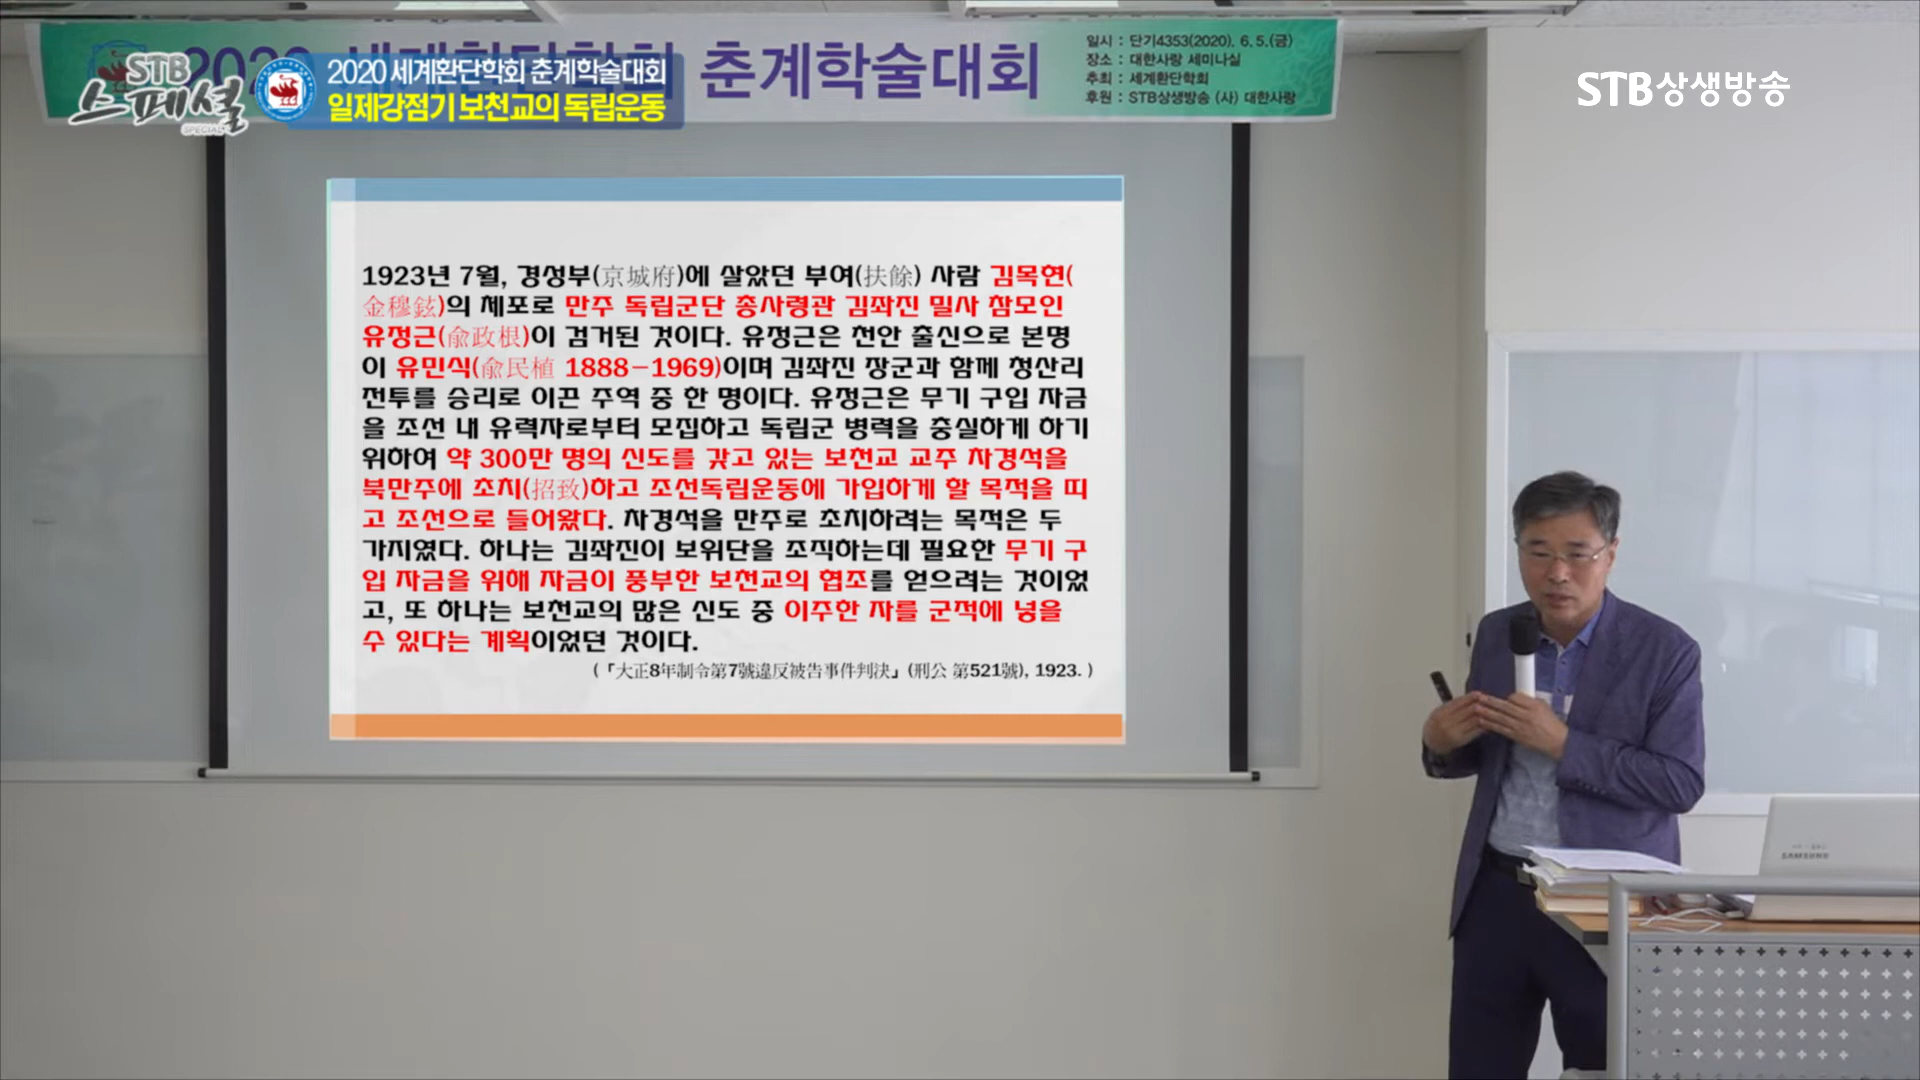 2020 세계환단학회 춘계학술대회
일시 : 단기4353(2020). 6. 5.(금)
장소 : 대한사랑 세미나실
주최 : 세계환단학회
후원 : STB상생방송 (사) 대한사랑
STB
스페셜
SPECIAL
2020 세계환단학회 춘계학술대회
일제강점기 보천교의 독립운동
STB상생방송
1923년 7월, 경성부(京城府)에 살았던 부여(扶餘) 사람 김목현(
金穆鉉)의 체포로 만주 독립군단 총사령관 김좌진 밀사 참모인
유정근(兪政根)이 검거된 것이다. 유정근은 천안 출신으로 본명
이 유민식(兪民植 1888-1969)이며 김좌진 장군과 함께 청산리
전투를 승리로 이끈 주역 중 한 명이다. 유정근은 무기 구입 자금
을 조선 내 유력자로부터 모집하고 독립군 병력을 충실하게 하기
위하여 약 300만 명의 신도를 갖고 있는 보천교 교주 차경석을
북만주에 초치(招致)하고 조선독립운동에 가입하게 할 목적을 띠
고 조선으로 들어왔다. 차경석을 만주로 초치하려는 목적은 두
가지였다. 하나는 김좌진이 보위단을 조직하는데 필요한 무기 구
입 자금을 위해 자금이 풍부한 보천교의 협조를 얻으려는 것이었
고, 또 하나는 보천교의 많은 신도 중 이주한 자를 군적에 넣을
수 있다는 계획이었던 것이다.
(「大正8年制令第7號違反被告事件判決」(刑公 第521號), 1923. )
SAMSUNG